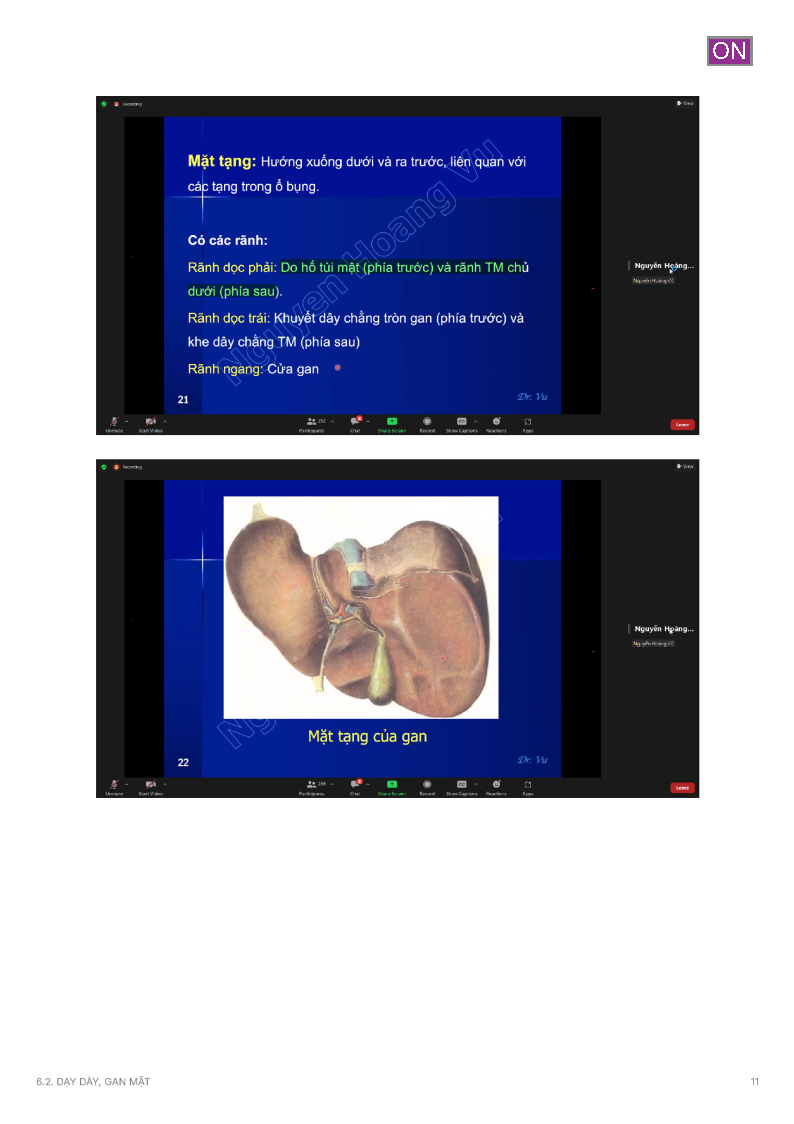 ON
Recording
View
Mặt tạng: Hướng xuống dưới và ra trước, liên quan với
các tạng trong ổ bụng.
Có các rãnh:
Rãnh dọc phải: Do hố túi mật (phía trước) và rãnh TM chủ
dưới (phía sau).
Rãnh dọc trái: Khuyết dây chằng tròn gan (phía trước) và
khe dây chằng TM (phía sau)
Rãnh ngang: Cửa gan
Nguyen Hoang Vu
21
Dr. Vu
Nguyễn Hoàng...
Nguyễn Hoàng Vũ
Unmute Start Video Participants Chat Share Screen Record Show Captions Reactions Apps Leave
Recording
View
Mặt tạng của gan
22
Dr. Vu
Nguyễn Hoàng...
Nguyễn Hoàng Vũ
Unmute Start Video Participants Chat Share Screen Record Show Captions Reactions Apps Leave
6.2. DẠY DÀY, GAN MẬT
11